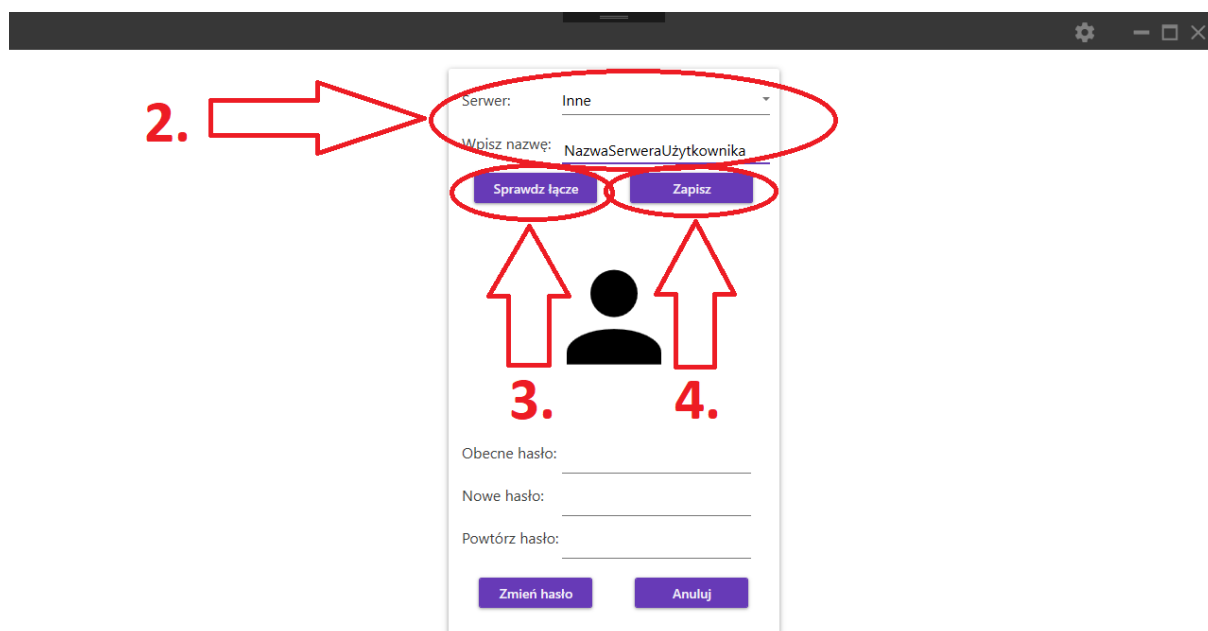 2.
Serwer: Inne
Wpisz nazwę: NazwaSerweraUżytkownika
Sprawdz łącze Zapisz
3. 4.
Obecne hasło:
Nowe hasło:
Powtórz hasło:
Zmień hasło Anuluj